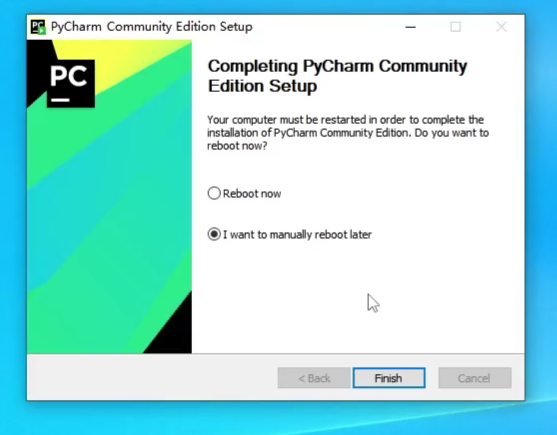 PyCharm Community Edition Setup
PC
Completing PyCharm Community
Edition Setup
Your computer must be restarted in order to complete the
installation of PyCharm Community Edition. Do you want to
reboot now?
Reboot now
I want to manually reboot later
< Back
Finish
Cancel